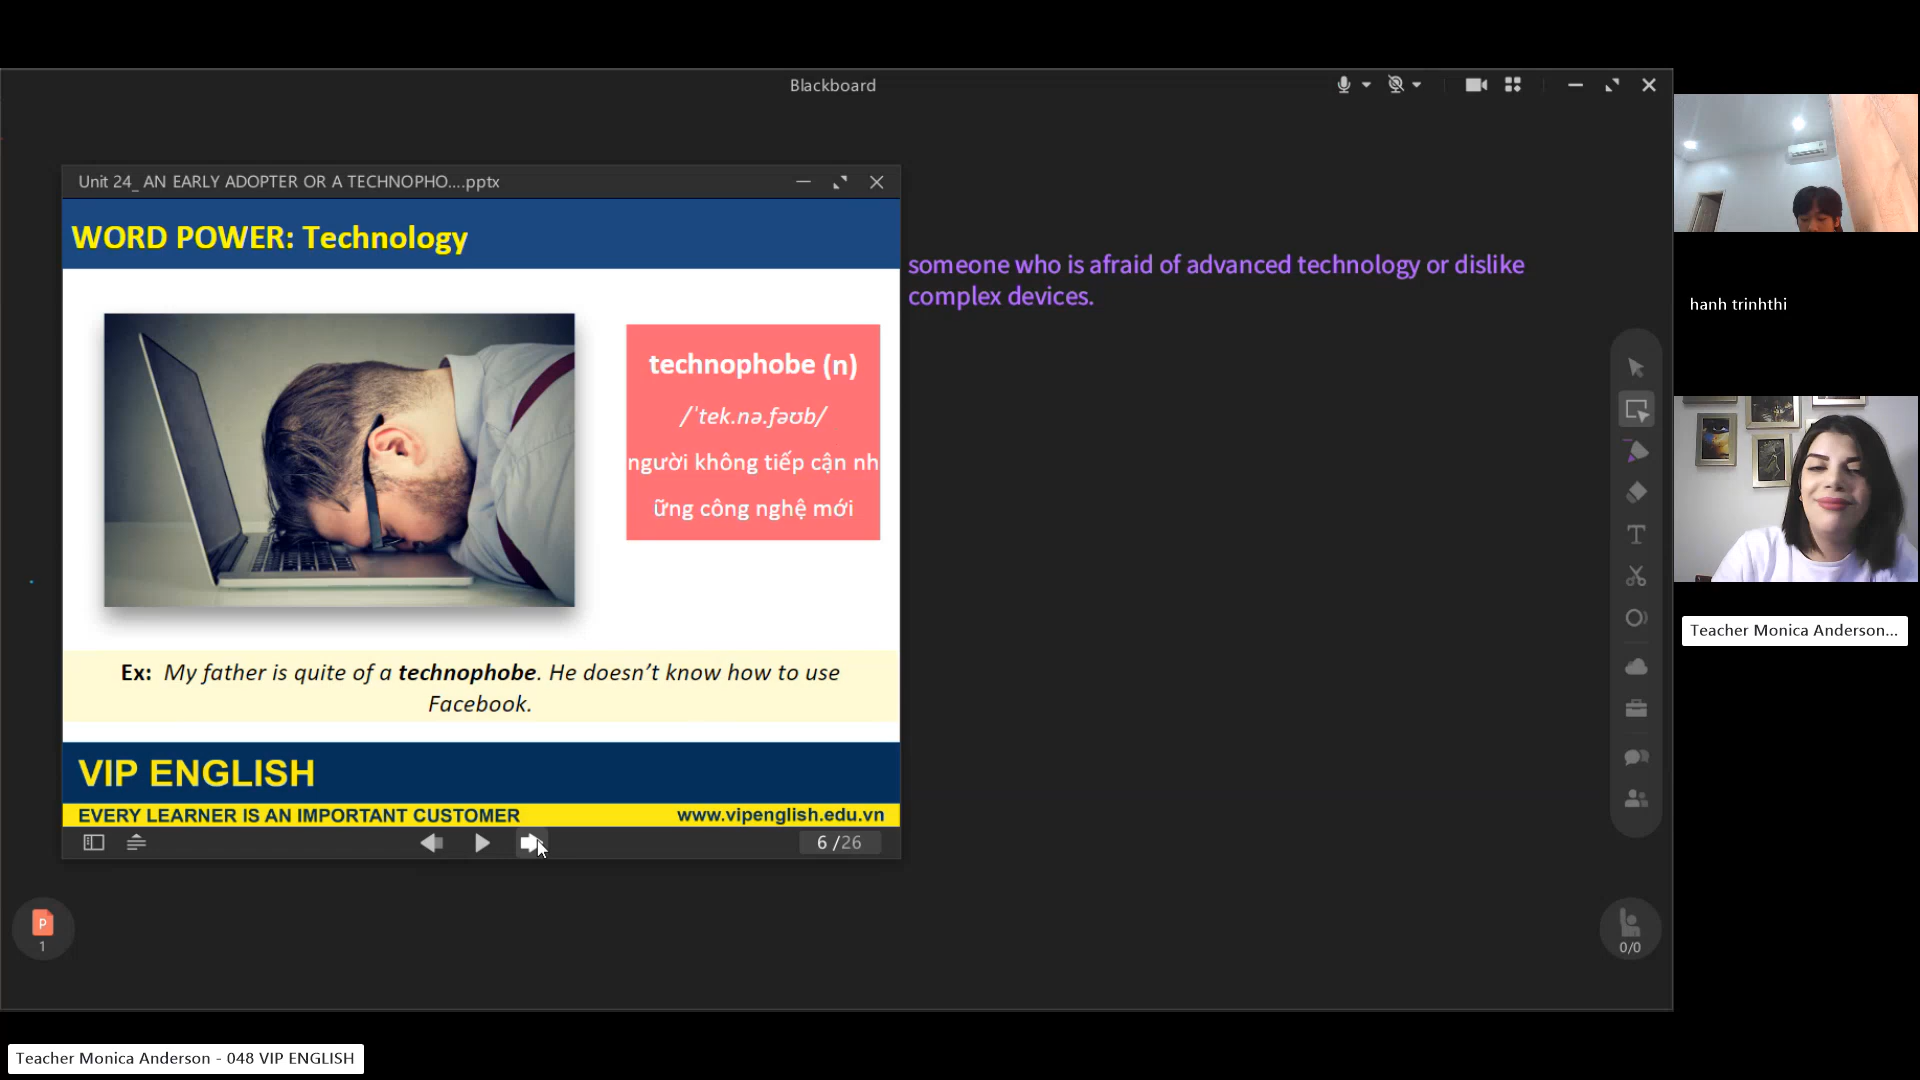 Blackboard
Unit 24_ AN EARLY ADOPTER OR A TECHNOPHO....pptx
WORD POWER: Technology
technophobe (n)
/ˈtek.nə.fəʊb/
người không tiếp cận nh
ững công nghệ mới
Ex: My father is quite of a technophobe. He doesn’t know how to use
Facebook.
VIP ENGLISH
EVERY LEARNER IS AN IMPORTANT CUSTOMER
www.vipenglish.edu.vn
6 /26
someone who is afraid of advanced technology or dislike
complex devices.
hanh trinhthi
Teacher Monica Anderson...
P
1
0/0
Teacher Monica Anderson - 048 VIP ENGLISH